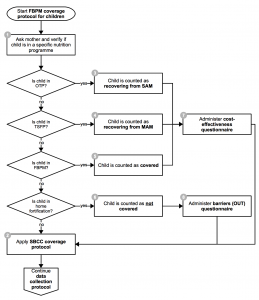 Start FBPM coverage
protocol for children
Ask mother and verify if
child is in a specific nutrition
programme
Is child in
OTP?
yes
Child is counted as
recovering from SAM
no
Is child in
TSFP?
yes
Child is counted as
recovering from MAM
Administer cost-
effectiveness
questionnaire
no
Is child in
FBPM?
yes
Child is counted as covered
no
Is child in
home
fortification?
yes
Child is counted as not
covered
Administer barriers (OUT)
questionnaire
no
Apply SBCC coverage
protocol
Continue
data
collection
protocol